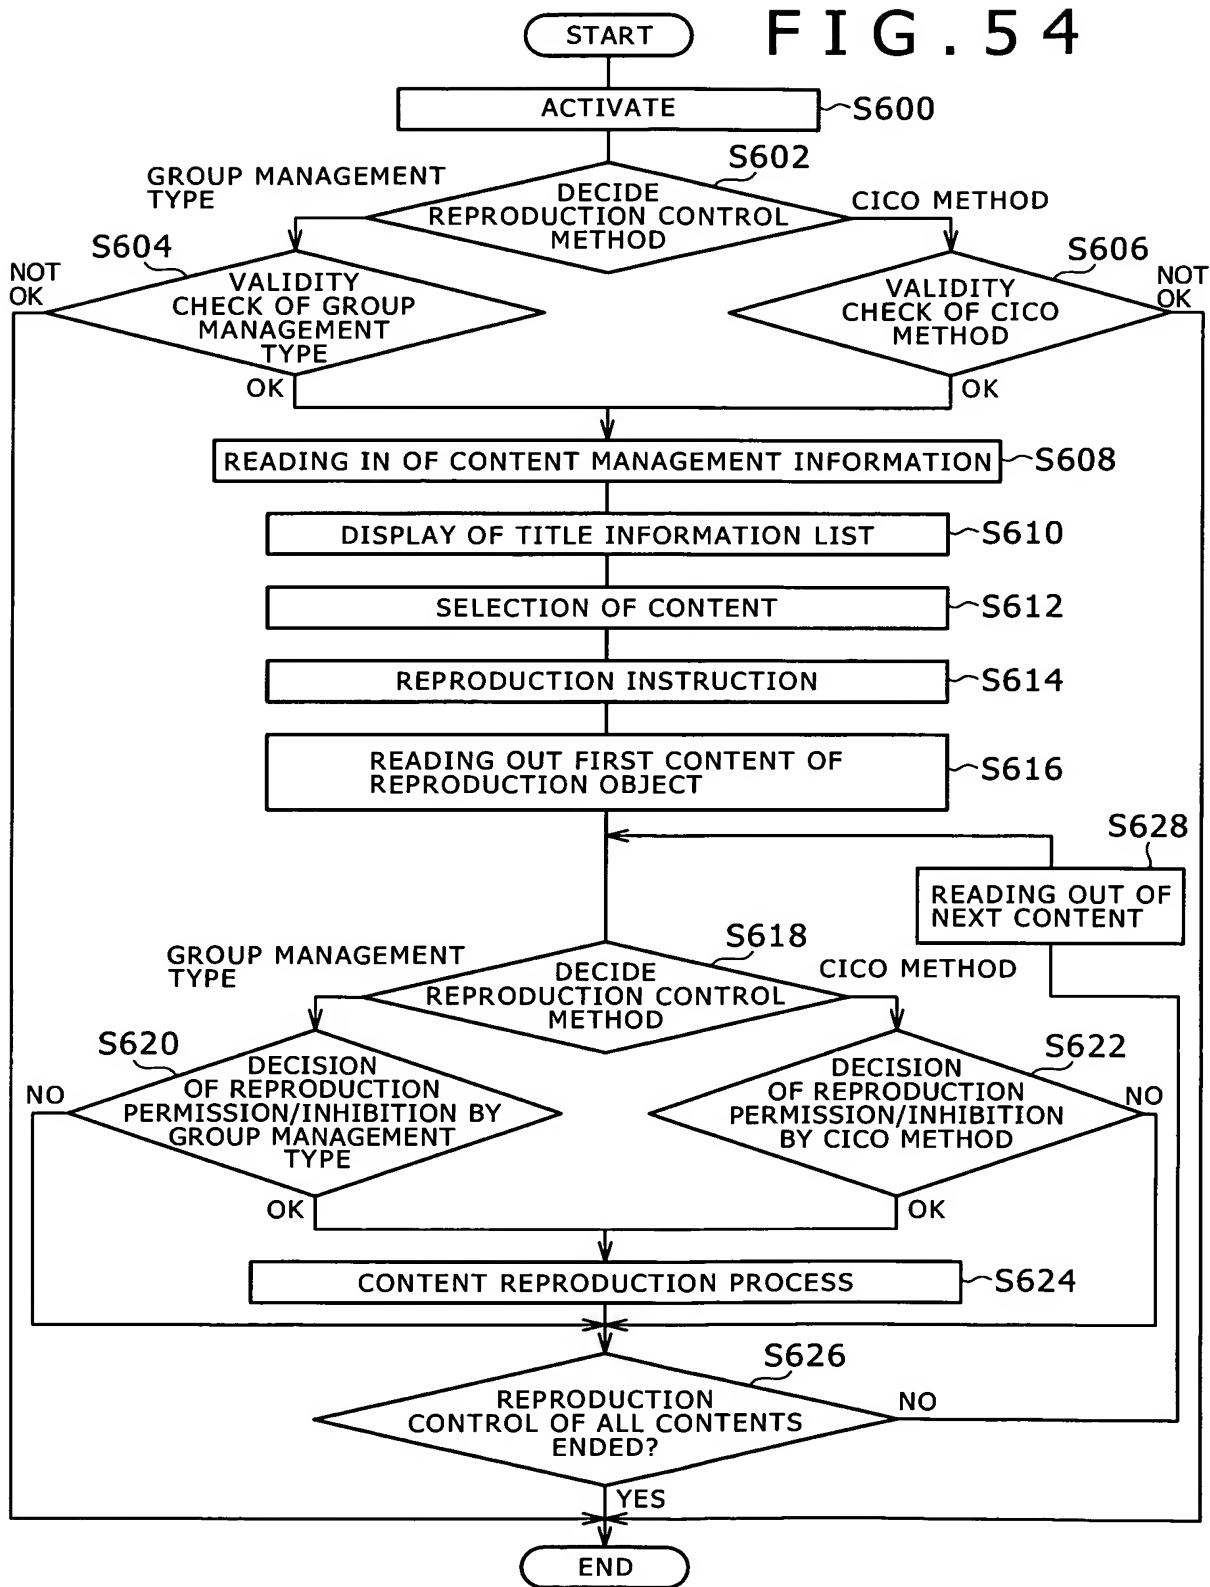 FIG.54
START
ACTIVATE
S600
S602
GROUP MANAGEMENT
TYPE
DECIDE
REPRODUCTION CONTROL
METHOD
CICO METHOD
S604
S606
NOT
OK
VALIDITY
CHECK OF GROUP
MANAGEMENT
TYPE
VALIDITY
CHECK OF CICO
METHOD
NOT
OK
OK
OK
READING IN OF CONTENT MANAGEMENT INFORMATION
S608
DISPLAY OF TITLE INFORMATION LIST
S610
SELECTION OF CONTENT
S612
REPRODUCTION INSTRUCTION
S614
READING OUT FIRST CONTENT OF
REPRODUCTION OBJECT
S616
S628
READING OUT OF
NEXT CONTENT
S618
GROUP MANAGEMENT
TYPE
DECIDE
REPRODUCTION CONTROL
METHOD
CICO METHOD
S620
S622
NO
DECISION
OF REPRODUCTION
PERMISSION/INHIBITION BY
GROUP MANAGEMENT
TYPE
DECISION
OF REPRODUCTION
PERMISSION/INHIBITION
BY CICO METHOD
NO
OK
OK
CONTENT REPRODUCTION PROCESS
S624
S626
REPRODUCTION
CONTROL OF ALL CONTENTS
ENDED?
NO
YES
END